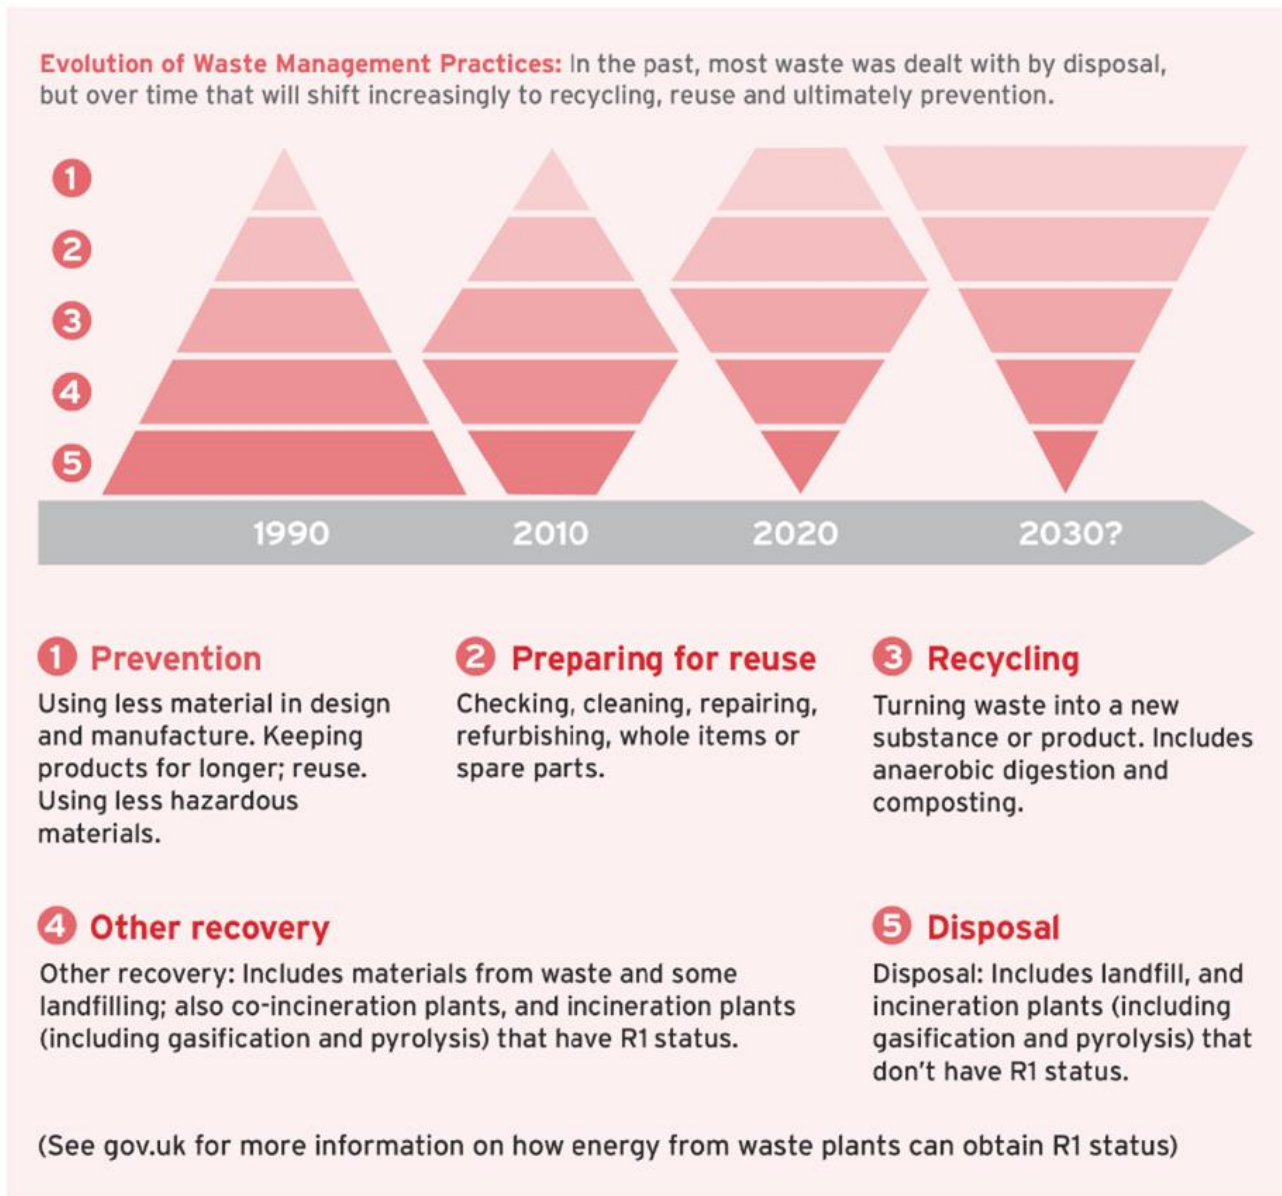 Evolution of Waste Management Practices: In the past, most waste was dealt with by disposal,
but over time that will shift increasingly to recycling, reuse and ultimately prevention.
1
2
3
4
5
1990 2010 2020 2030?
1 Prevention
Using less material in design
and manufacture. Keeping
products for longer; reuse.
Using less hazardous
materials.
2 Preparing for reuse
Checking, cleaning, repairing,
refurbishing, whole items or
spare parts.
3 Recycling
Turning waste into a new
substance or product. Includes
anaerobic digestion and
composting.
4 Other recovery
Other recovery: Includes materials from waste and some
landfilling; also co-incineration plants, and incineration plants
(including gasification and pyrolysis) that have R1 status.
5 Disposal
Disposal: Includes landfill, and
incineration plants (including
gasification and pyrolysis) that
don't have R1 status.
(See gov.uk for more information on how energy from waste plants can obtain R1 status)